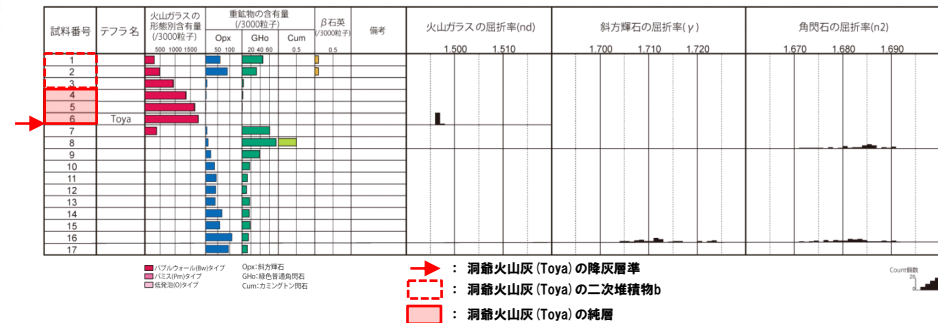 試料番号 テフラ名 火山ガラスの形態別含有量(/3000粒子) 重鉱物の含有量(/3000粒子) β石英(/3000粒子) 備考 火山ガラスの屈折率(nd) 斜方輝石の屈折率(γ) 角閃石の屈折率(n2)
Opx GHo Cum
500 1000 1500 50 100 20 40 60 0.5 0.5
1.500 1.510 1.700 1.710 1.720 1.670 1.680 1.690
1
2
3
4
5
6 Toya
7
8
9
10
11
12
13
14
15
16
17
バブルウォール(Bw)タイプ Opx:斜方輝石
パミス(Pm)タイプ GHo:緑色普通角閃石
低発泡(O)タイプ Cum:カミングトン閃石
: 洞爺火山灰(Toya)の降灰層準
: 洞爺火山灰(Toya)の二次堆積物b
: 洞爺火山灰(Toya)の純層
Count個数